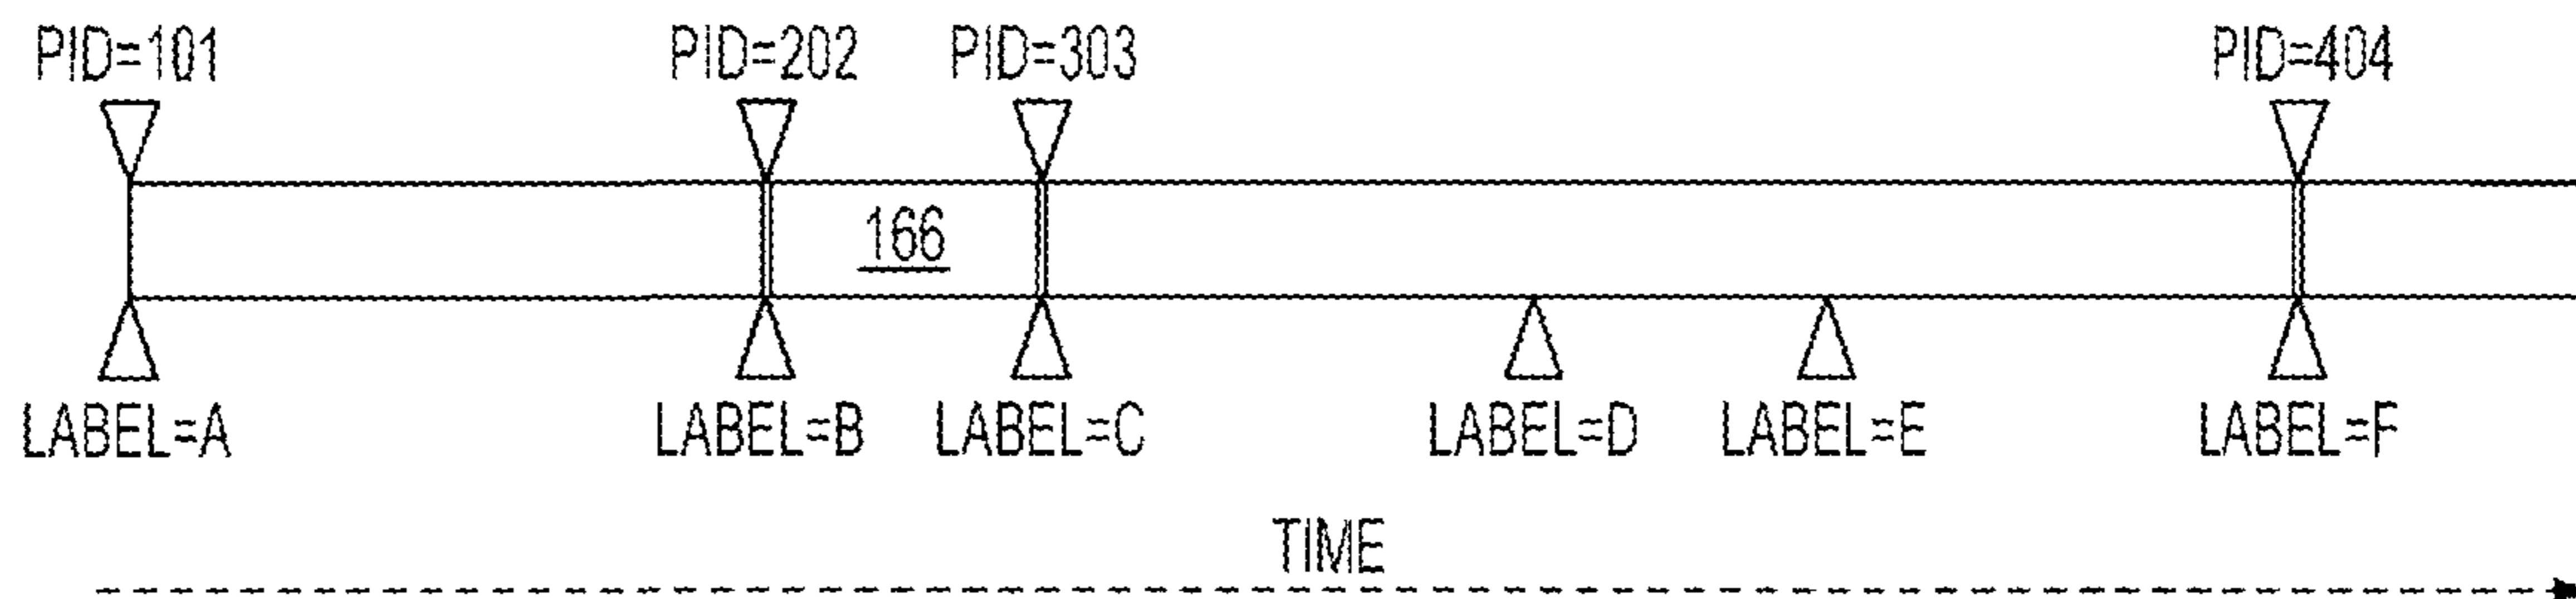 PID=101 PID=202 PID=303 PID=404
166
LABEL=A LABEL=B LABEL=C LABEL=D LABEL=E LABEL=F
TIME